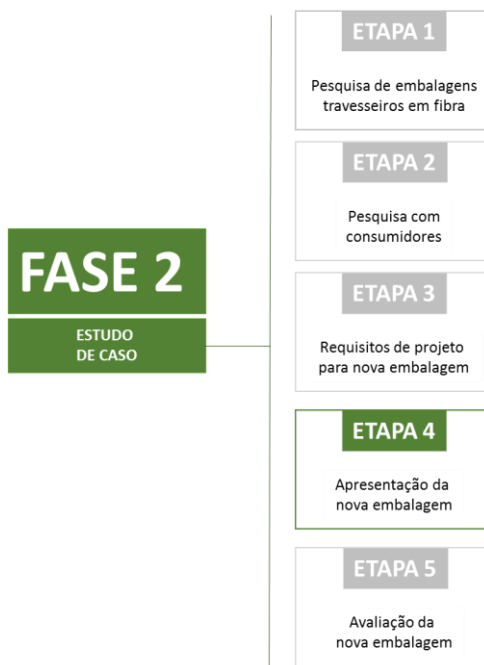 FASE 2
ESTUDO
DE CASO
ETAPA 1
Pesquisa de embalagens
travesseiros em fibra
ETAPA 2
Pesquisa com
consumidores
ETAPA 3
Requisitos de projeto
para nova embalagem
ETAPA 4
Apresentação da
nova embalagem
ETAPA 5
Avaliação da
nova embalagem